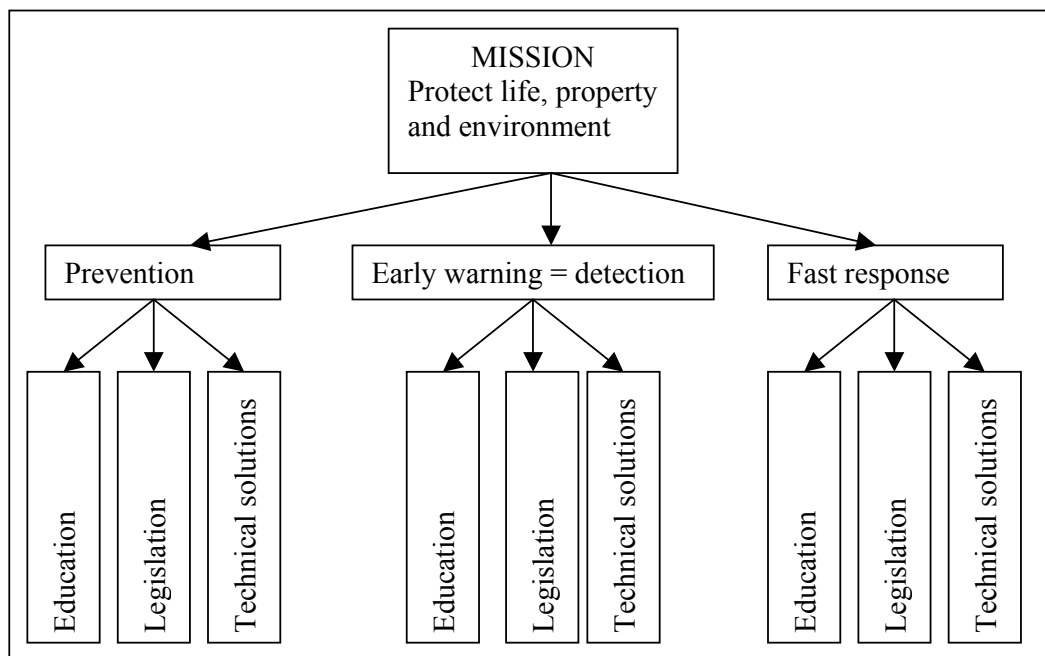 MISSION
Protect life, property
and environment
Prevention
Early warning = detection
Fast response
Education
Legislation
Technical solutions
Education
Legislation
Technical solutions
Education
Legislation
Technical solutions